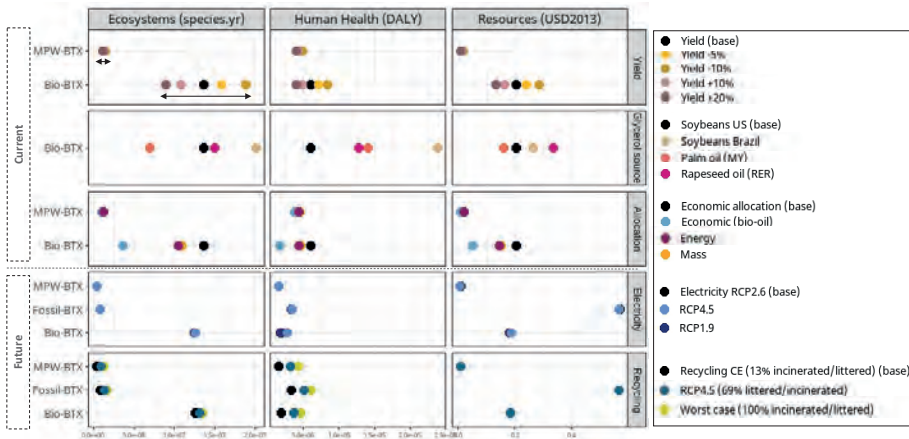 Ecosystems (species.yr) Human Health (DALY) Resources (USD2013)
Current
MPW-BTX
Bio-BTX
Yield
Bio-BTX
Glycerol source
MPW-BTX
Bio-BTX
Allocation
Future
MPW-BTX
Fossil-BTX
Bio-BTX
Electricity
MPW-BTX
Fossil-BTX
Bio-BTX
Recycling
0.2
Yield (base)
Yield -5%
Yield -10%
Yield +10%
Yield +20%
Soybeans US (base)
Soybeans Brazil
Palm oil (MY)
Rapeseed oil (RER)
Economic allocation (base)
Economic (bio-oil)
Energy
Mass
Electricity RCP2.6 (base)
RCP4.5
RCP1.9
Recycling CE (13% incinerated/littered) (base)
RCP4.5 (69% littered/incinerated)
Worst case (100% incinerated/littered)